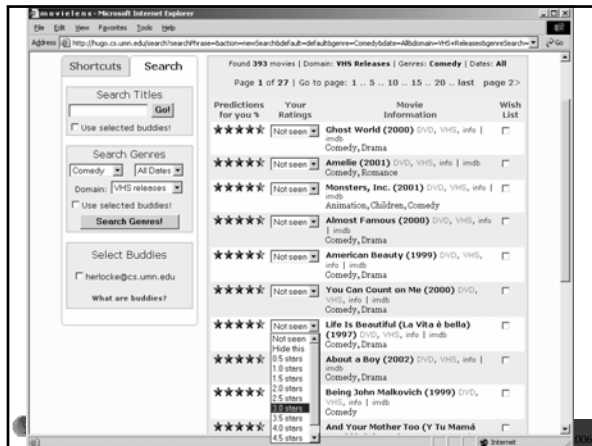 movielens - Microsoft Internet Explorer
File Edit View Favorites Tools Help
Address http://hugo.cs.umn.edu/search?searchPhrase=&action=newSearch&default=default&genre=Comedy&date=All&domain=VHS+Releases&genreSearch= Go
Shortcuts Search
Search Titles
Go!
Use selected buddies!
Search Genres
Comedy All Dates
Domain: VHS releases
Use selected buddies!
Search Genres!
Select Buddies
herlocke@cs.umn.edu
What are buddies?
Found 393 movies | Domain: VHS Releases | Genres: Comedy | Dates: All
Page 1 of 27 | Go to page: 1 .. 5 .. 10 .. 15 .. 20 .. last page 2>
Predictions Your Movie Wish
for you Ratings Information List
Not seen Ghost World (2000) DVD, VHS, info | imdb
Comedy, Drama
Not seen Amelie (2001) DVD, VHS, info | imdb
Comedy, Romance
Not seen Monsters, Inc. (2001) DVD, VHS, info | imdb
Animation, Children, Comedy
Not seen Almost Famous (2000) DVD, VHS, info
| imdb
Comedy, Drama
Not seen American Beauty (1999) DVD, VHS,
info | imdb
Comedy, Drama
Not seen You Can Count on Me (2000) DVD,
VHS, info | imdb
Comedy, Drama
Not seen Life Is Beautiful (La Vita è bella)
(1997) DVD, VHS, info | imdb
Comedy, Drama
About a Boy (2002) DVD, VHS, info |
imdb
Comedy, Drama
Being John Malkovich (1999) DVD,
VHS, info | imdb
Comedy
And Your Mother Too (Y Tu Mamá
Not seen
Hide this
0.5 stars
1.0 stars
1.5 stars
2.0 stars
2.5 stars
3.0 stars
3.5 stars
4.0 stars
4.5 stars
Internet